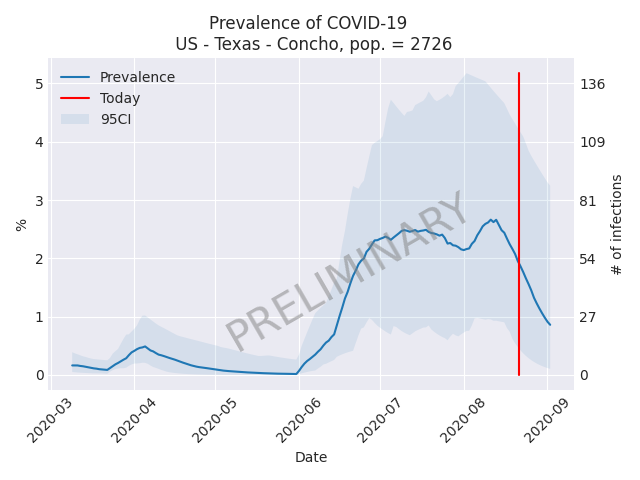 Prevalence of COVID-19
US - Texas - Concho, pop. = 2726
Prevalence
Today
95CI
PRELIMINARY
5
4
3
2
1
0
%
136
109
81
54
27
0
# of infections
2020-03
2020-04
2020-05
2020-06
2020-07
2020-08
2020-09
Date